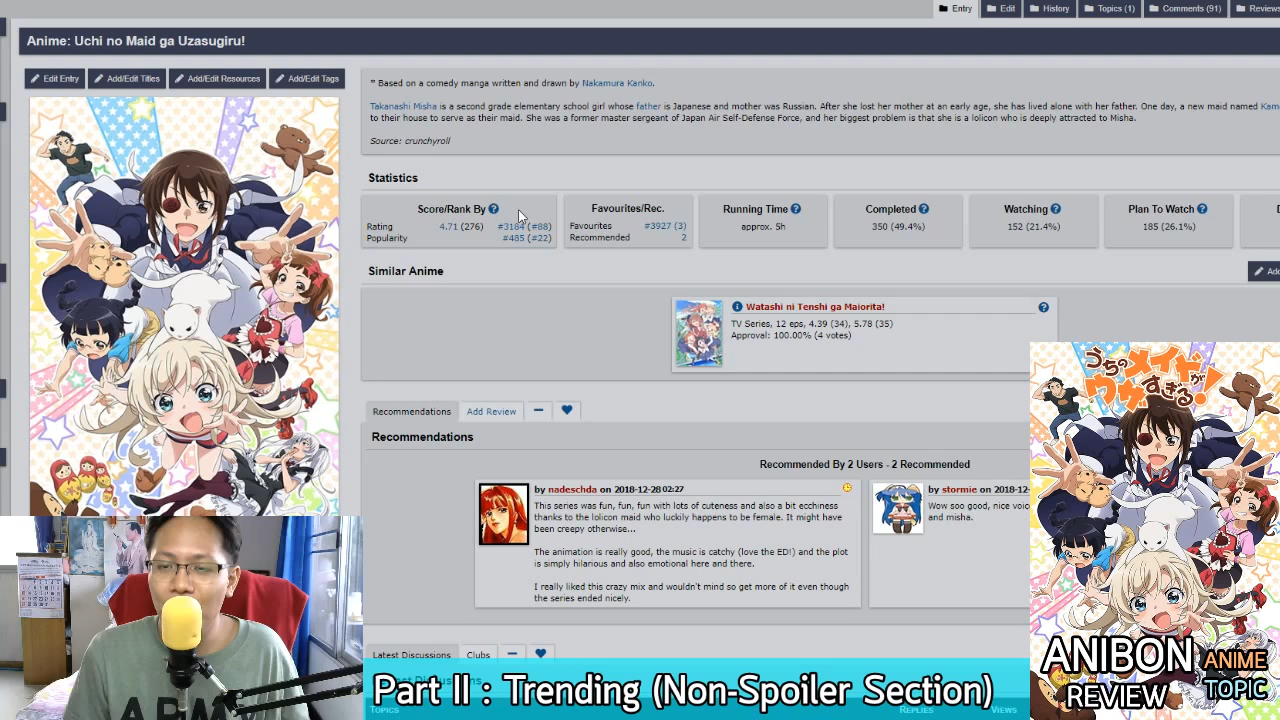 Entry
Edit
History
Topics (1)
Comments (91)
Reviews
Anime: Uchi no Maid ga Uzasugiru!
Edit Entry
Add/Edit Titles
Add/Edit Resources
Add/Edit Tags
* Based on a comedy manga written and drawn by Nakamura Kanko.
Takanashi Misha is a second grade elementary school girl whose father is Japanese and mother was Russian. After she lost her mother at an early age, she has lived alone with her father. One day, a new maid named Kam
to their house to serve as their maid. She was a former master sergeant of Japan Air Self-Defense Force, and her biggest problem is that she is a lolicon who is deeply attracted to Misha.
Source: crunchyroll
Statistics
Score/Rank By
Rating 4.71 (276) #3184 (#88)
Popularity #485 (#22)
Favourites/Rec.
Favourites #3927 (3)
Recommended 2
Running Time
approx. 5h
Completed
350 (49.4%)
Watching
152 (21.4%)
Plan To Watch
185 (26.1%)
D
Similar Anime
Add
Watashi ni Tenshi ga Maiorita!
TV Series, 12 eps, 4.39 (34), 5.78 (35)
Approval: 100.00% (4 votes)
Recommendations
Add Review
Recommendations
Recommended By 2 Users - 2 Recommended
by nadeschda on 2018-12-28 02:27
This series was fun, fun, fun with lots of cuteness and also a bit ecchiness
thanks to the lolicon maid who luckily happens to be female. It might have
been creepy otherwise...
The animation is really good, the music is catchy (love the ED!) and the plot
is simply hilarious and also emotional here and there.
I really liked this crazy mix and wouldn't mind so get more of it even though
the series ended nicely.
by stormie on 2018-12-
Wow soo good, nice voic
and misha.
Latest Discussions
Clubs
Topics
Replies
Views
うちの
メイドが
ウザすぎる!
ANIBON
REVIEW
ANIME
TOPIC
Part II : Trending (Non-Spoiler Section)